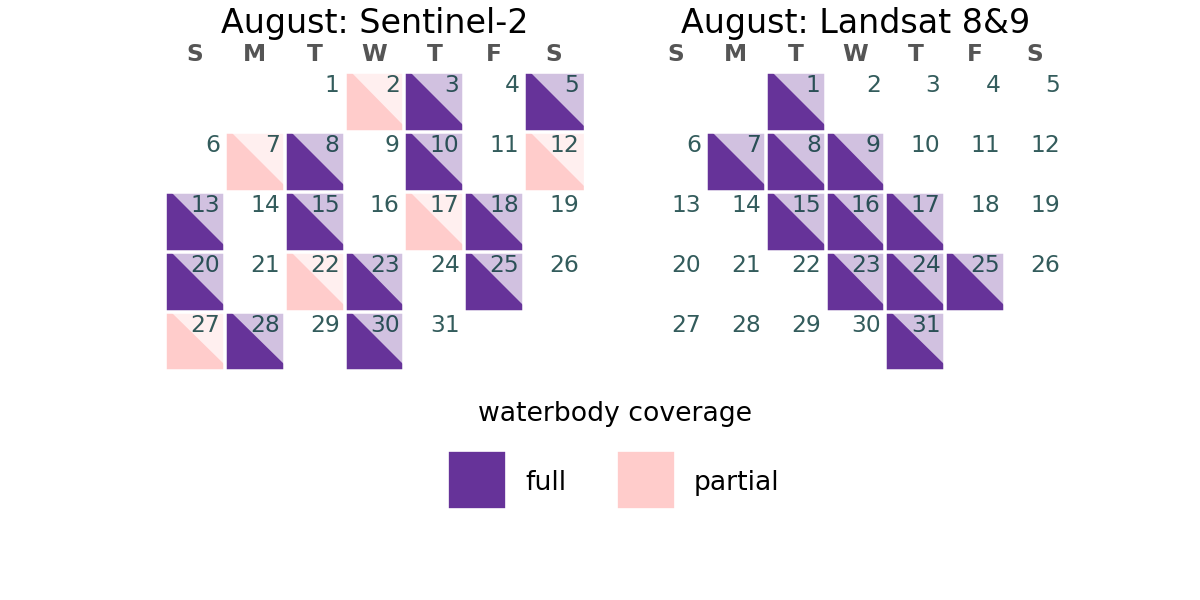 August: Sentinel-2
S M T W T F S
1 2 3 4 5
6 7 8 9 10 11 12
13 14 15 16 17 18 19
20 21 22 23 24 25 26
27 28 29 30 31
August: Landsat 8&9
S M T W T F S
1 2 3 4 5
6 7 8 9 10 11 12
13 14 15 16 17 18 19
20 21 22 23 24 25 26
27 28 29 30 31
waterbody coverage
full partial